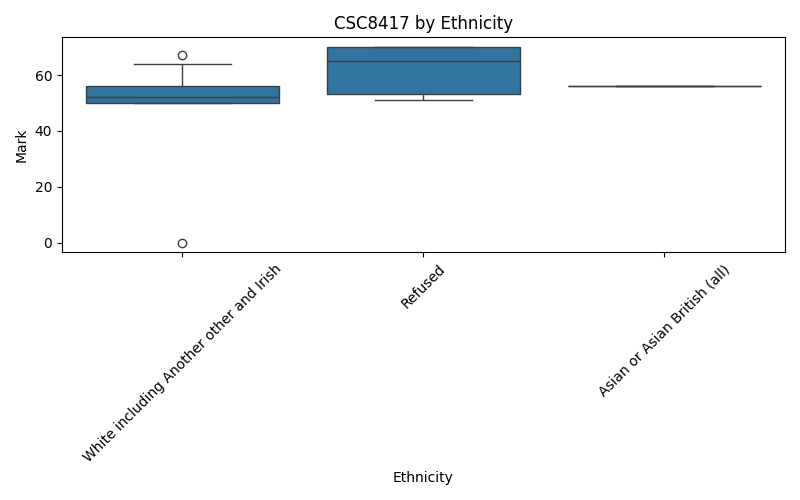 CSC8417 by Ethnicity
Mark
60
40
20
0
White including Another other and Irish
Refused
Asian or Asian British (all)
Ethnicity